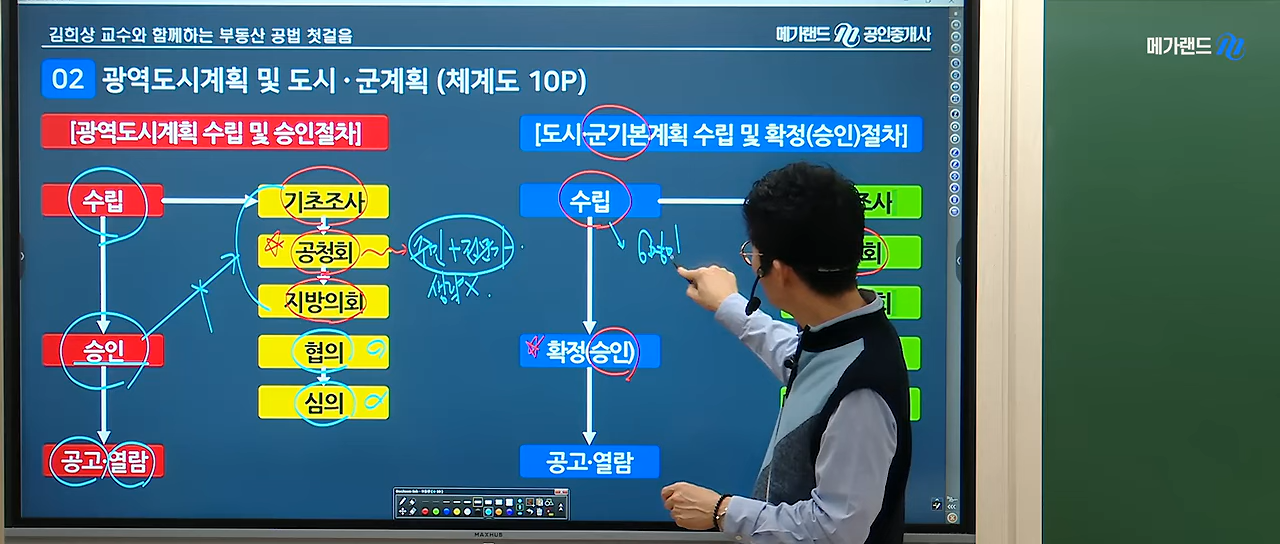 김희상 교수와 함께하는 부동산 공법 첫걸음
메가랜드 공인중개사
메가랜드
02 광역도시계획 및 도시·군계획 (체계도 10P)
[광역도시계획 수립 및 승인절차]
수립
기초조사
공청회
주민+전문가
생략X.
지방의회
승인
협의
심의
공고·열람
[도시·군기본계획 수립 및 확정(승인)절차]
수립
조사
회
회
확정(승인)
공고·열람
MAXHUB